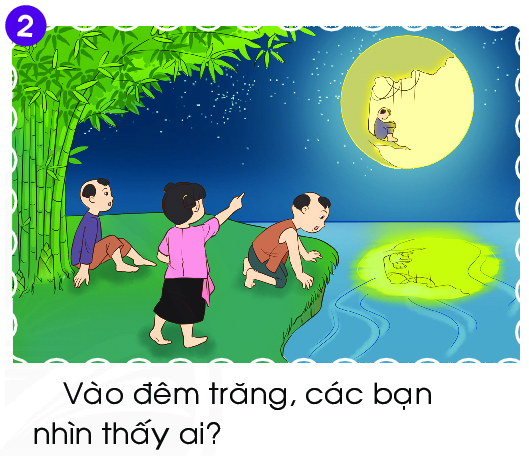 2
Vào đêm trăng, các bạn
nhìn thấy ai?